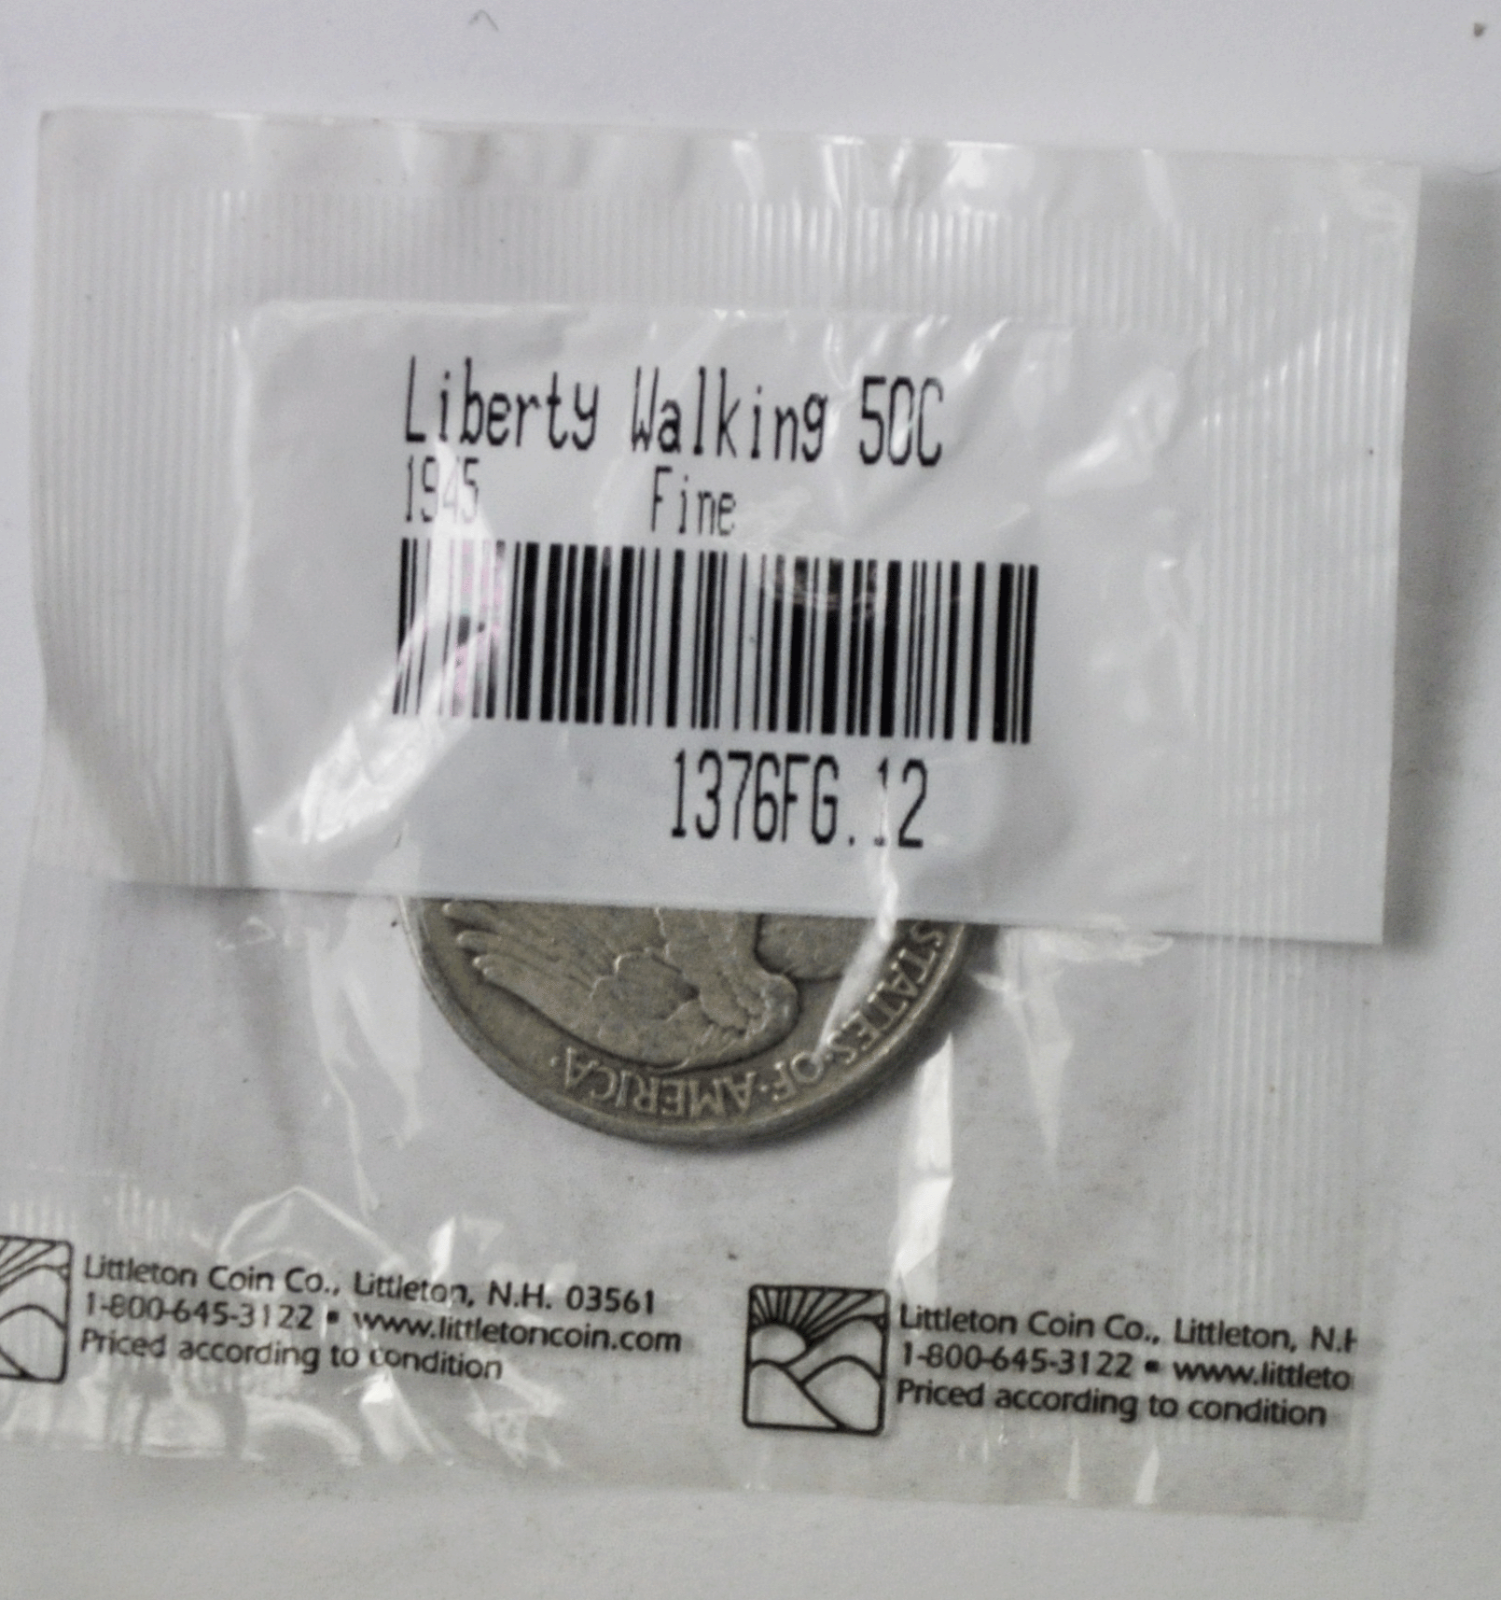 Liberty Walking 50C
1945 Fine
1376FG.12
STATES·OF·AMERICA·
Littleton Coin Co., Littleton, N.H. 03561
1-800-645-3122 • www.littletoncoin.com
Priced according to condition
Littleton Coin Co., Littleton, N.H
1-800-645-3122 • www.littleto
Priced according to condition